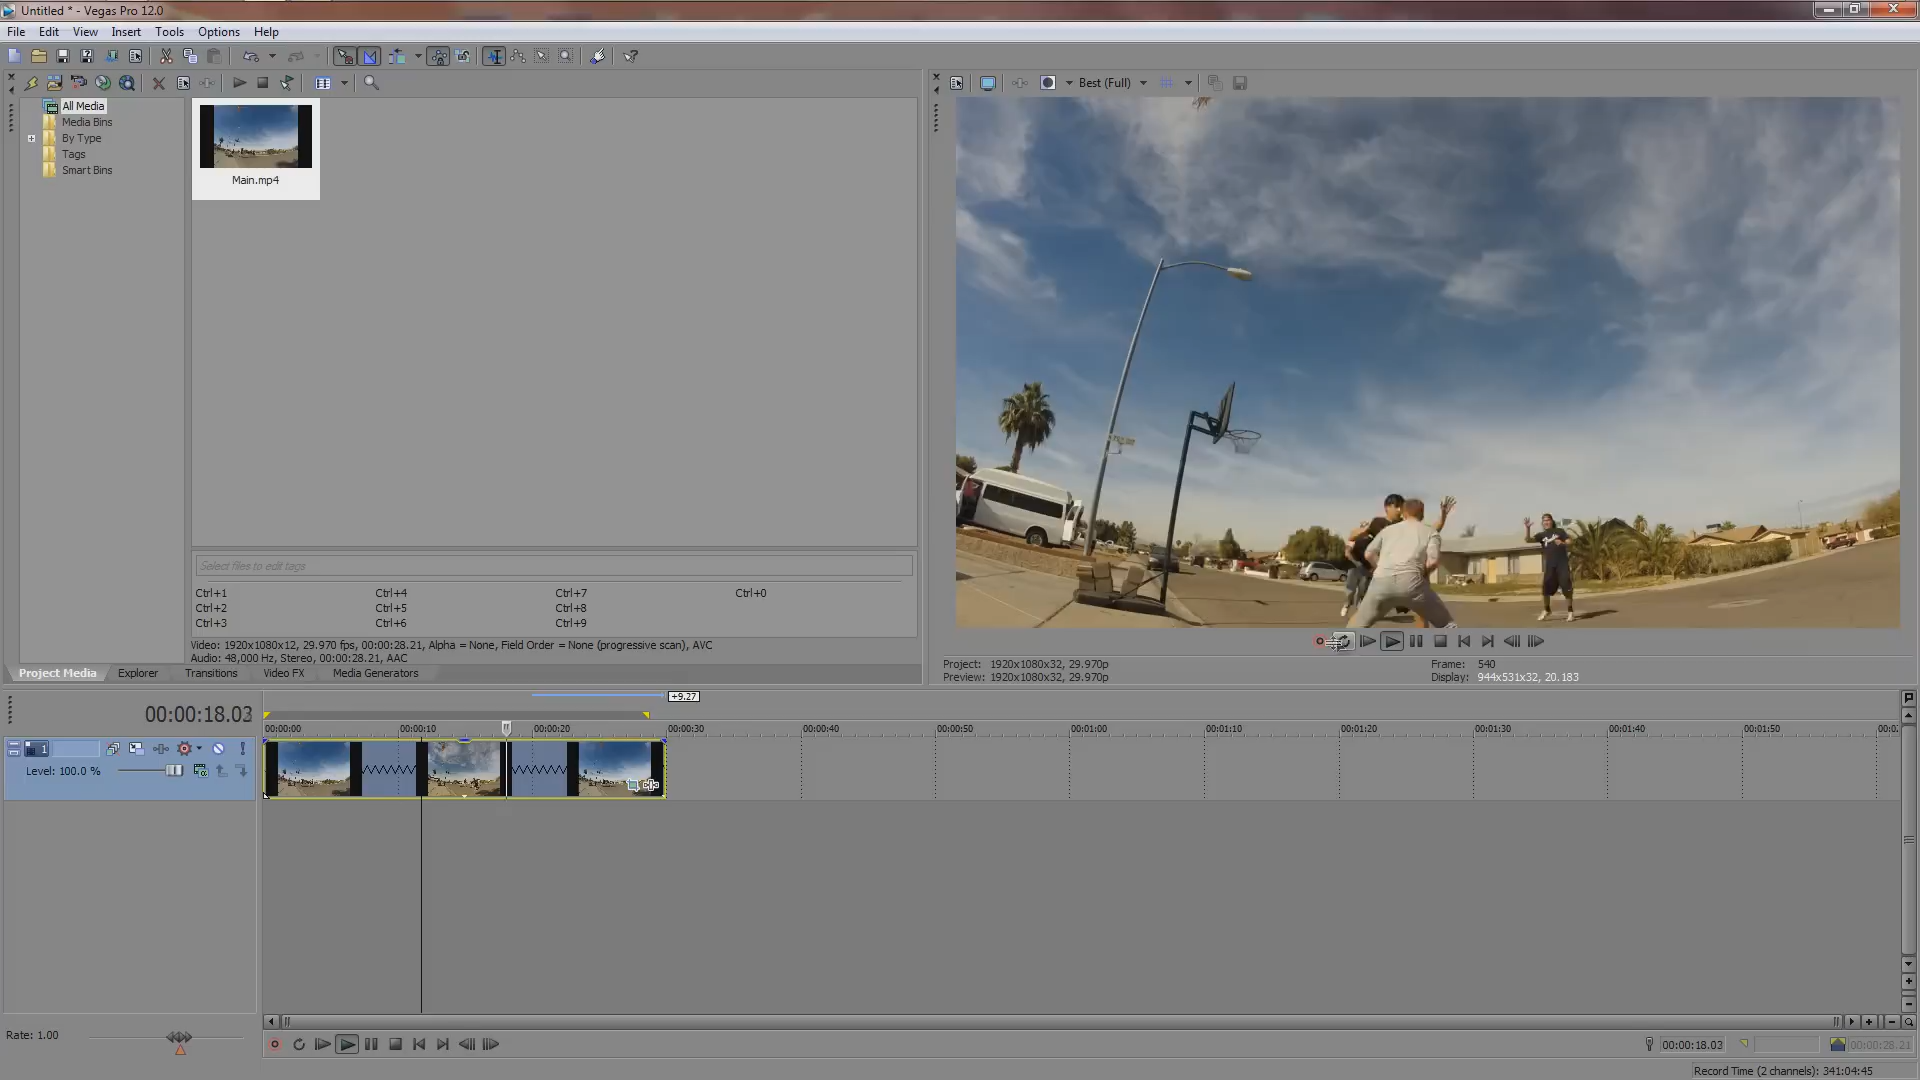 Untitled * - Vegas Pro 12.0
File Edit View Insert Tools Options Help
Best (Full)
All Media
Media Bins
By Type
Tags
Smart Bins
Main.mp4
Select files to edit tags
Ctrl+1 Ctrl+4 Ctrl+7 Ctrl+0
Ctrl+2 Ctrl+5 Ctrl+8
Ctrl+3 Ctrl+6 Ctrl+9
Video: 1920x1080x12, 29.970 fps, 00:00:28.21, Alpha = None, Field Order = None (progressive scan), AVC
Audio: 48,000 Hz, Stereo, 00:00:28.21, AAC
Project Media Explorer Transitions Video FX Media Generators
Project: 1920x1080x32, 29.970p Frame: 540
Preview: 1920x1080x32, 29.970p Display: 944x531x32, 20.183
+9.27
00:00:18.03
00:00:00 00:00:10 00:00:20 00:00:30 00:00:40 00:00:50 00:01:00 00:01:10 00:01:20 00:01:30 00:01:40 00:01:50
1
Level: 100.0 %
Rate: 1.00
00:00:18.03 00:00:28.21
Record Time (2 channels): 341:04:45